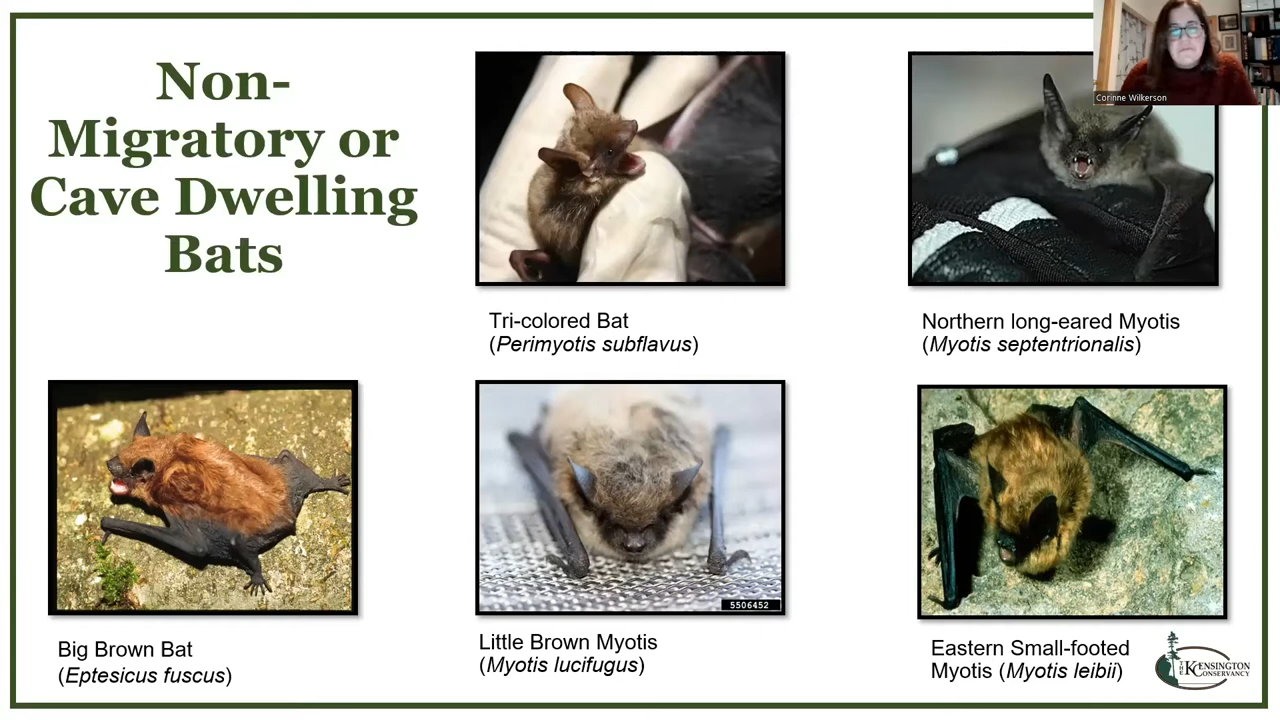 Non-
Migratory or
Cave Dwelling
Bats
Corinne Wilkerson
Tri-colored Bat
(Perimyotis subflavus)
Northern long-eared Myotis
(Myotis septentrionalis)
Big Brown Bat
(Eptesicus fuscus)
5506452
Little Brown Myotis
(Myotis lucifugus)
Eastern Small-footed
Myotis (Myotis leibii)
THE KENSINGTON
CONSERVANCY